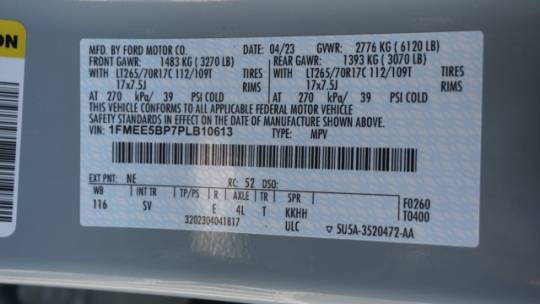 ON
MFD. BY FORD MOTOR CO. DATE: 04/23 GVWR: 2776 KG (6120 LB)
FRONT GAWR: 1483 KG (3270 LB) REAR GAWR: 1393 KG (3070 LB)
WITH LT265/70R17C 112/109T TIRES WITH LT265/70R17C 112/109T TIRES
17x7.5J RIMS 17x7.5J RIMS
AT 270 kPa/ 39 PSI COLD AT 270 kPa/ 39 PSI COLD
THIS VEHICLE CONFORMS TO ALL APPLICABLE FEDERAL MOTOR VEHICLE
SAFETY STANDARDS IN EFFECT ON THE DATE OF MANUFACTURE SHOWN ABOVE.
VIN: 1FMEE5BP7PLB10613 TYPE: MPV
EXT PNT: NE RC: 52 DSO:
WB INT TR TP/PS R AXLE TR SPR F0260
116 SV E 4L T KKHH T0400
3202304041817 ULC ▽ 5U5A-3520472-AA